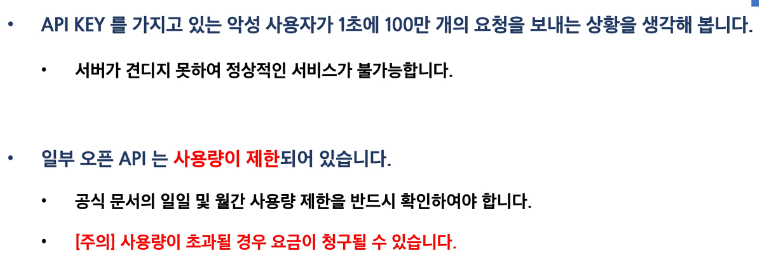 • API KEY 를 가지고 있는 악성 사용자가 1초에 100만 개의 요청을 보내는 상황을 생각해 봅니다.
• 서버가 견디지 못하여 정상적인 서비스가 불가능합니다.
• 일부 오픈 API 는 사용량이 제한되어 있습니다.
• 공식 문서의 일일 및 월간 사용량 제한을 반드시 확인하여야 합니다.
• [주의] 사용량이 초과될 경우 요금이 청구될 수 있습니다.